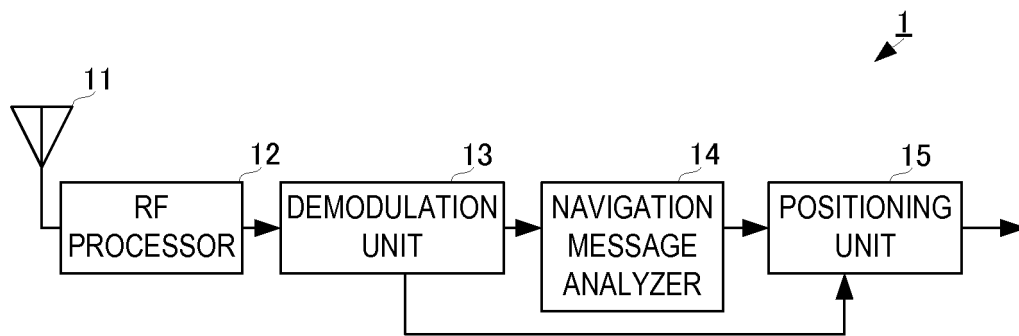 1
11
12
13
14
15
RF
PROCESSOR
DEMODULATION
UNIT
NAVIGATION
MESSAGE
ANALYZER
POSITIONING
UNIT